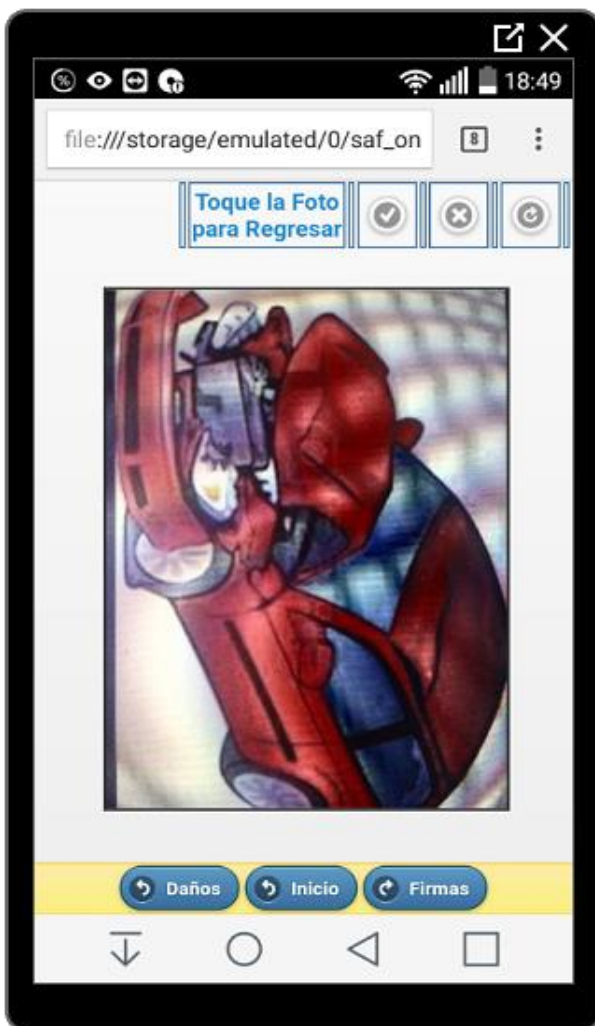 18:49
file:///storage/emulated/0/saf_on
8
Toque la Foto
para Regresar
Daños
Inicio
Firmas